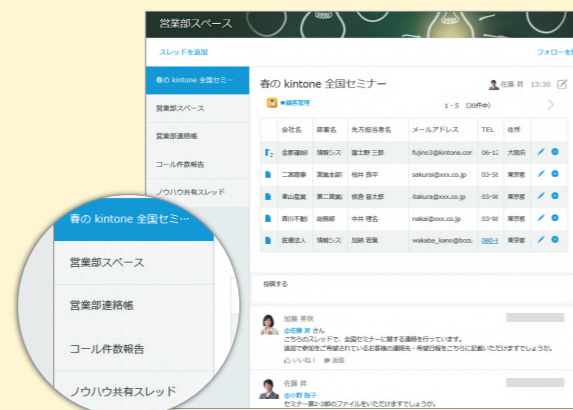 営業部スペース
スレッドを追加
フォローを
春の kintone 全国セミ…
営業部スペース
営業部連絡帳
コール件数報告
ノウハウ共有スレッド
春の kintone 全国セミナー
佐藤 昇 13:30
■顧客管理
1 - 5 (30件中)
会社名 部署名 先方担当者名 メールアドレス TEL 住所
2 情報シス 富士野 三郎 fujino3@kintone.com 06-12 大阪府
二宮商事 営業本部 桜井 良平 sakurai@xxx.co.jp 03-56 東京都
東山産業 第二営業 板倉 晋太郎 itakura@xxx.co.jp 03-98 東京都
森川不動 総務部 中井 理名 nakai@xxx.co.jp 03-98 東京都
医療法人 情報シス 加納 若葉 wakaba_kano@bozu 080-6 東京都
投稿する
加藤 美咲
@佐藤 昇 さん
こちらのスレッドで、全国セミナーに関する連絡を行っています。
追加で参加をご希望されているお客様の連絡先・希望日程をこちらに記載いただけますでしょうか。
いいね! 返信
佐藤 昇
@小野 聡子
セミナー第2-2部のファイルをいただけますでしょうか。
春の kintone 全国セミ…
営業部スペース
営業部連絡帳
コール件数報告
ノウハウ共有スレッド